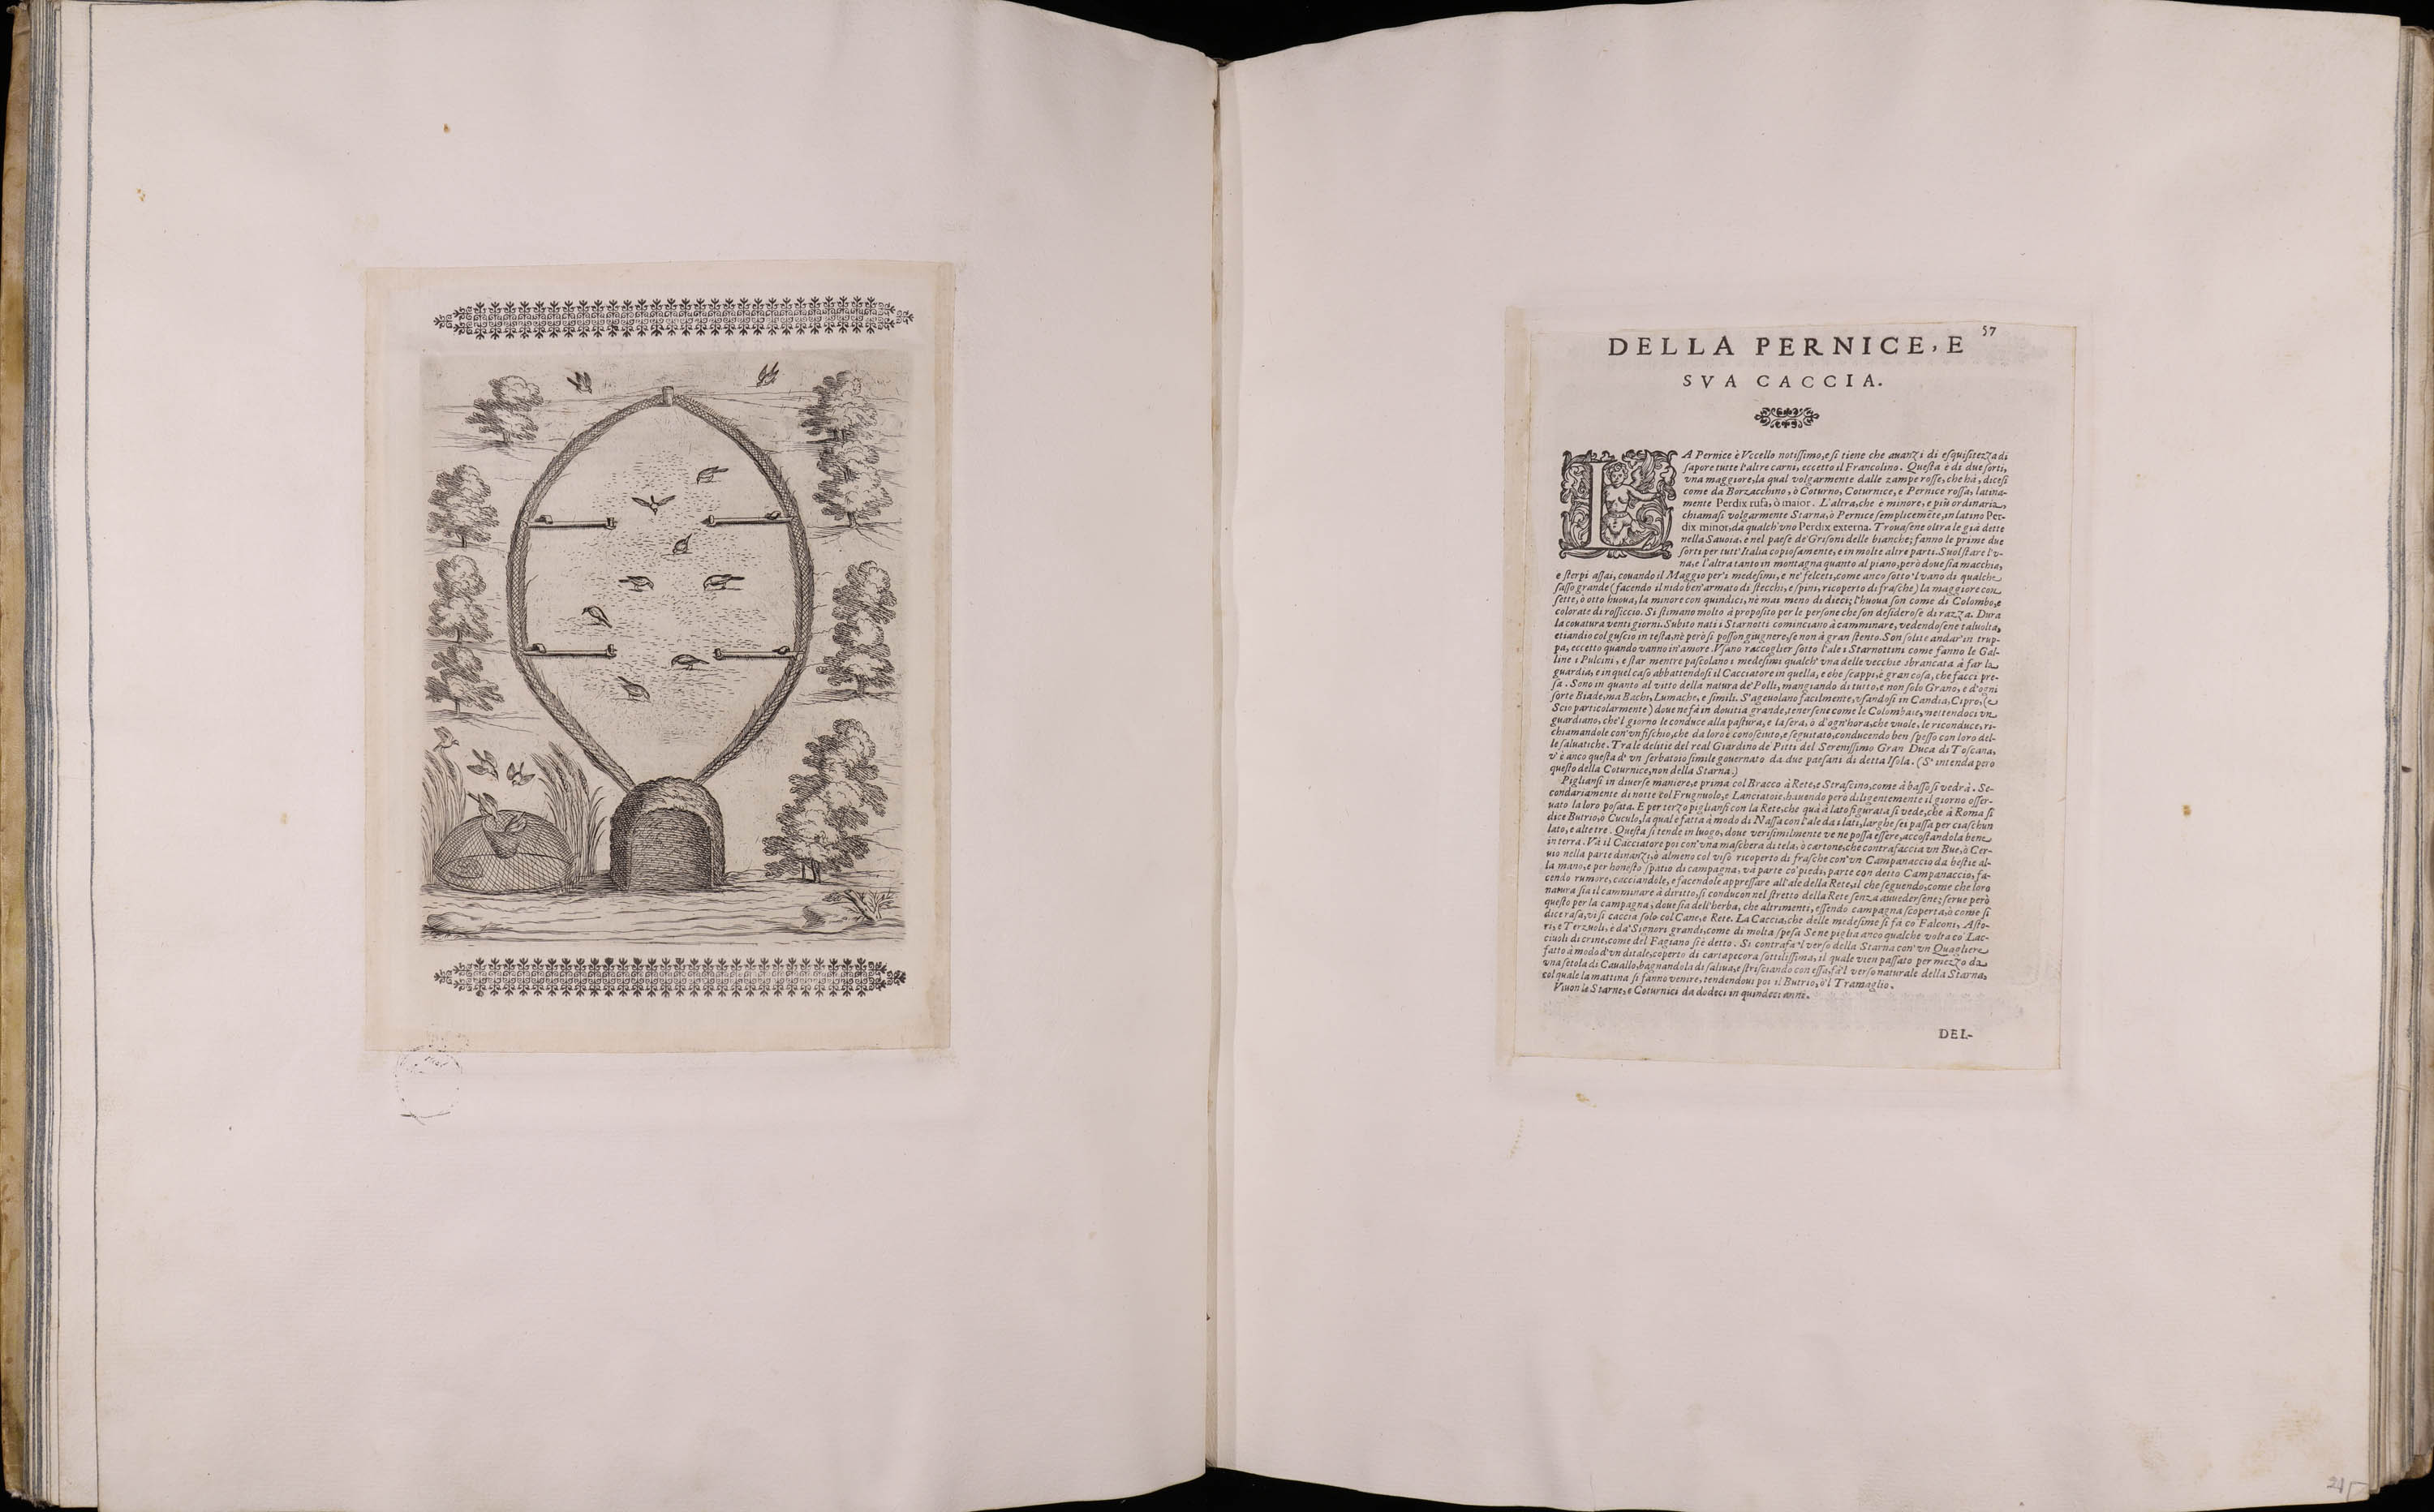 57
DELLA PERNICE, E
SVA CACCIA.
LA Pernice è Vccello notiſſimo, e ſi tiene che auanzi di eſquiſitezza di
ſapore tutte l'altre carni, eccetto il Francolino. Queſta è di due ſorti,
vna maggiore, la qual volgarmente dalle zampe roſſe, che hà, diceſi
come da Borzacchino, ò Coturno, Coturnice, e Pernice roſſa, latina-
mente Perdix rufa, ò maior. L'altra, che è minore, e più ordinaria,
chiamaſi volgarmente Starna, ò Pernice ſemplicemẽte, in latino Per-
dix minor, da qualch'vno Perdix externa. Trouaſene oltra le già dette
nella Sauoia, e nel paeſe de' Griſoni delle bianche; fanno le prime due
ſorti per tutt'Italia copioſamente, e in molte altre parti. Suol ſtare l'v-
na, e l'altra tanto in montagna quanto al piano, però doue ſia macchia,
e ſterpi aſſai, couando il Maggio per'i medeſimi, e ne' felceti, come anco ſotto'l vano di qualche
ſaſſo grande (facendo il nido ben'armato di ſtecchi, e ſpini, ricoperto di fraſche) la maggiore con
ſette, ò otto huoua, la minore con quindici, nè mai meno di dieci; l'huoua ſon come di Colombo, e
colorate di roſſiccio. Si ſtimano molto à propoſito per le perſone che ſon deſideroſe di razza. Dura
la couatura venti giorni. Subito nati i Starnotti cominciano à camminare, vedendoſene taluolta,
etiandio col guſcio in teſta, nè però ſi poſſon giugnere, ſe non à gran ſtento. Son ſolite andar'in trup-
pa, eccetto quando vanno in'amore. Vſano raccoglier ſotto l'ale i Starnottini come fanno le Gal-
line i Pulcini, e ſtar mentre paſcolano i medeſimi qualch'vna delle vecchie sbrancata à far la
guardia, e in quel caſo abbattendoſi il Cacciatore in quella, e che ſcappi, è gran coſa, che facci pre-
ſa. Sono in quanto al vitto della natura de' Polli, mangiando di tutto, e non ſolo Grano, e d'ogni
ſorte Biade, ma Bachi, Lumache, e ſimili. S'ageuolano facilmente, vſandoſi in Candia, Cipro, (e
Scio particolarmente) doue ne fà in douitia grande, tenerſene come le Colombaie, mettendoci vn
guardiano, che'l giorno le conduce alla paſtura, e la ſera, ò d'ogn'hora, che vuole, le riconduce, ri-
chiamandole con'vn fiſchio, che da loro è conoſciuto, e ſeguitato, conducendo ben ſpeſſo con loro del-
le ſaluatiche. Tra le delitie del real Giardino de Pitti del Sereniſſimo Gran Duca di Toſcana,
v'è anco queſta d'vn ſerbatoio ſimile gouernato da due paeſani di detta Iſola. (S'intenda pero
queſto della Coturnice, non della Starna.)
Piglianſi in diuerſe maniere, e prima col Bracco à Rete, e Straſcino, come à baſſo ſi vedrà. Se-
condariamente di notte col Frugnuolo, e Lanciatoie, hauendo però diligentemente il giorno oſſer-
uato la loro poſata. E per terzo piglianſi con la Rete, che quà à lato figurata ſi vede, che à Roma ſi
dice Butrio, ò Cuculo, la qual'è fatta à modo di Naſſa con l'ale da i lati, larghe ſei paſſa per ciaſchun
lato, e alte tre. Queſta ſi tende in luogo, doue veriſimilmente ve ne poſſa eſſere, accoſtandola bene
in terra. Và il Cacciatore poi con'vna maſchera di tela, ò cartone, che contrafaccia vn Bue, ò Cer-
uio nella parte dinanzi, ò almeno col viſo ricoperto di fraſche con'vn Campanaccio da beſtie al-
la mano, e per honeſto ſpatio di campagna, và parte co' piedi, parte con detto Campanaccio, fa-
cendo rumore, cacciandole, e facendole appreſſare all'ale della Rete, il che ſeguendo, come che loro
natura ſia il camminare à diritto, ſi conducon nel ſtretto della Rete ſenza auuederſene; ſerue però
queſto per la campagna, doue ſia dell'herba, che altrimenti, eſſendo campagna ſcoperta, ò come ſi
dice raſa, vi ſi caccia ſolo col Cane, e Rete. La Caccia, che delle medeſime ſi fà co' Falconi, Aſto-
ri, e Terzuoli, è da' Signori grandi, come di molta ſpeſa. Se ne piglia anco qualche volta co' Lac-
ciuoli di crine, come del Fagiano ſi è detto. Si contrafà 'l verſo della Starna con'vn Quagliere
fatto à modo d'vn ditale, coperto di cartapecora ſottiliſſima, il quale vien paſſato per mezzo da
vna ſetola di Cauallo, bagnandola di ſaliua, e ſtriſciando con eſſa, fà'l verſo naturale della Starna,
col quale la mattina ſi fanno venire, tendendoui poi il Butrio, ò'l Tramaglio.
Viuon le Starne, e Coturnici da dodeci in quindeci anni.
DEL-